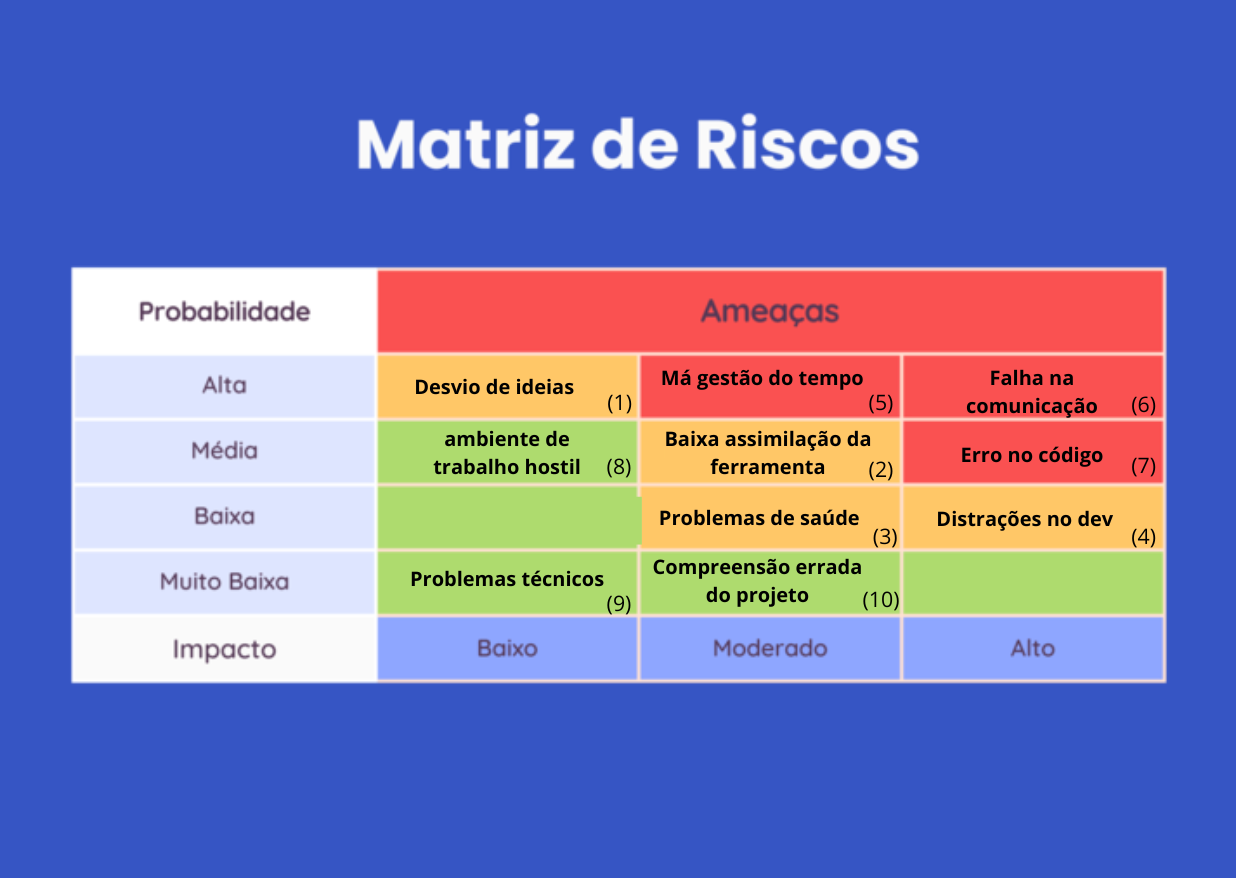 Matriz de Riscos
Probabilidade
Ameaças
Alta
Desvio de ideias
(1)
Má gestão do tempo
(5)
Falha na
comunicação
(6)
Média
ambiente de
trabalho hostil
(8)
Baixa assimilação da
ferramenta
(2)
Erro no código
(7)
Baixa
Problemas de saúde
(3)
Distrações no dev
(4)
Muito Baixa
Problemas técnicos
(9)
Compreensão errada
do projeto
(10)
Impacto
Baixo
Moderado
Alto